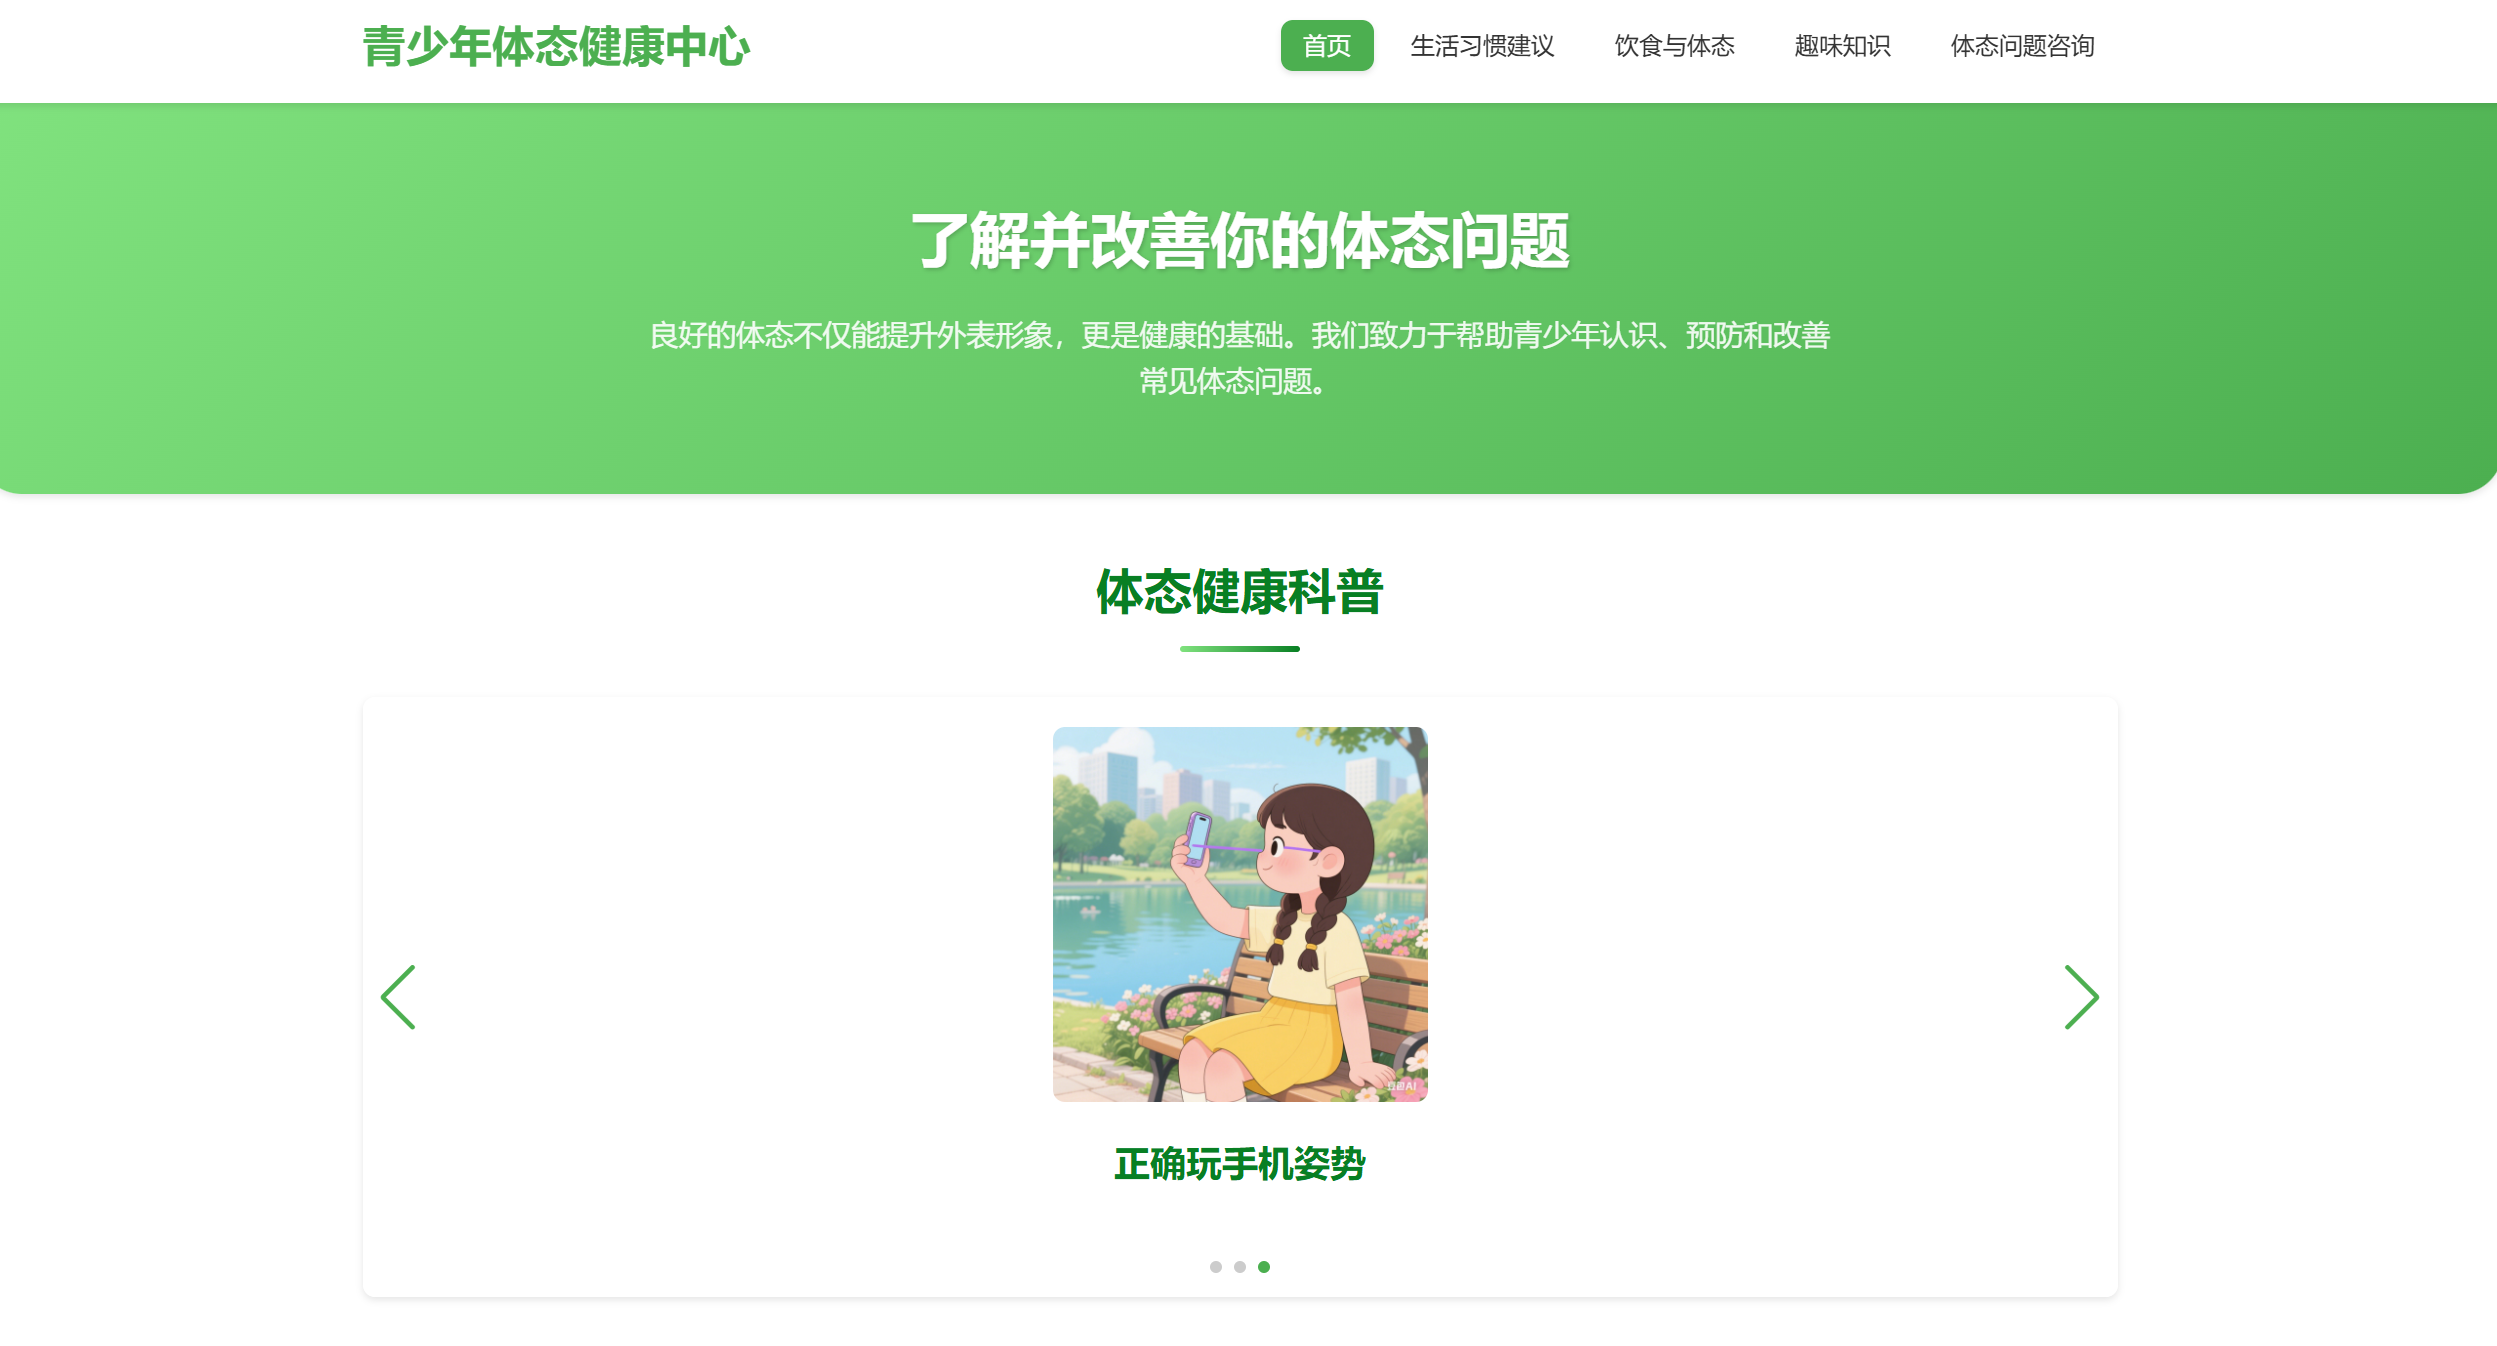 青少年体态健康中心
首页 生活习惯建议 饮食与体态 趣味知识 体态问题咨询
了解并改善你的体态问题
良好的体态不仅能提升外表形象，更是健康的基础。我们致力于帮助青少年认识、预防和改善
常见体态问题。
体态健康科普
豆包AI
正确玩手机姿势